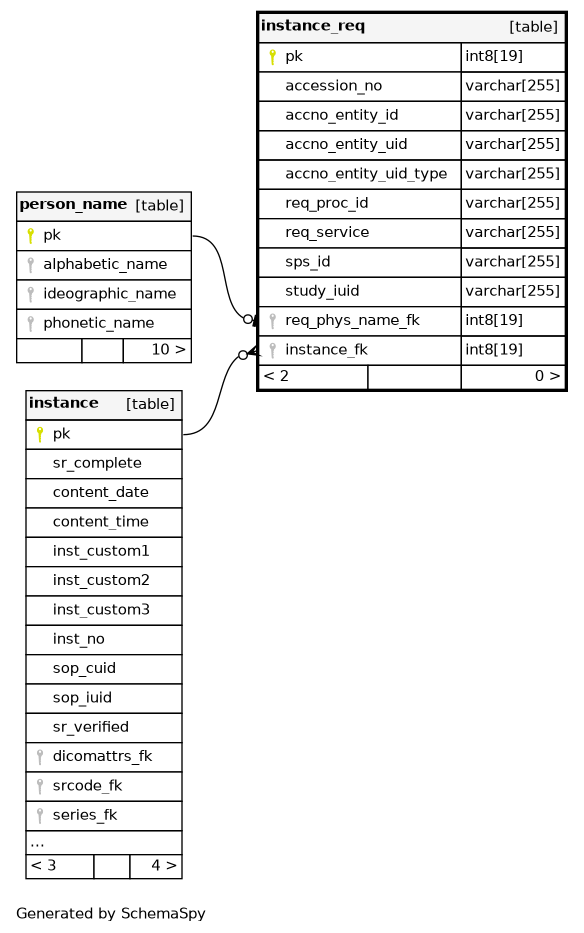 instance_req [table]
pk int8[19]
accession_no varchar[255]
accno_entity_id varchar[255]
accno_entity_uid varchar[255]
accno_entity_uid_type varchar[255]
req_proc_id varchar[255]
req_service varchar[255]
sps_id varchar[255]
study_iuid varchar[255]
req_phys_name_fk int8[19]
instance_fk int8[19]
< 2 0 >
person_name [table]
pk
alphabetic_name
ideographic_name
phonetic_name
10 >
instance [table]
pk
sr_complete
content_date
content_time
inst_custom1
inst_custom2
inst_custom3
inst_no
sop_cuid
sop_iuid
sr_verified
dicomattrs_fk
srcode_fk
series_fk
...
< 3 4 >
Generated by SchemaSpy